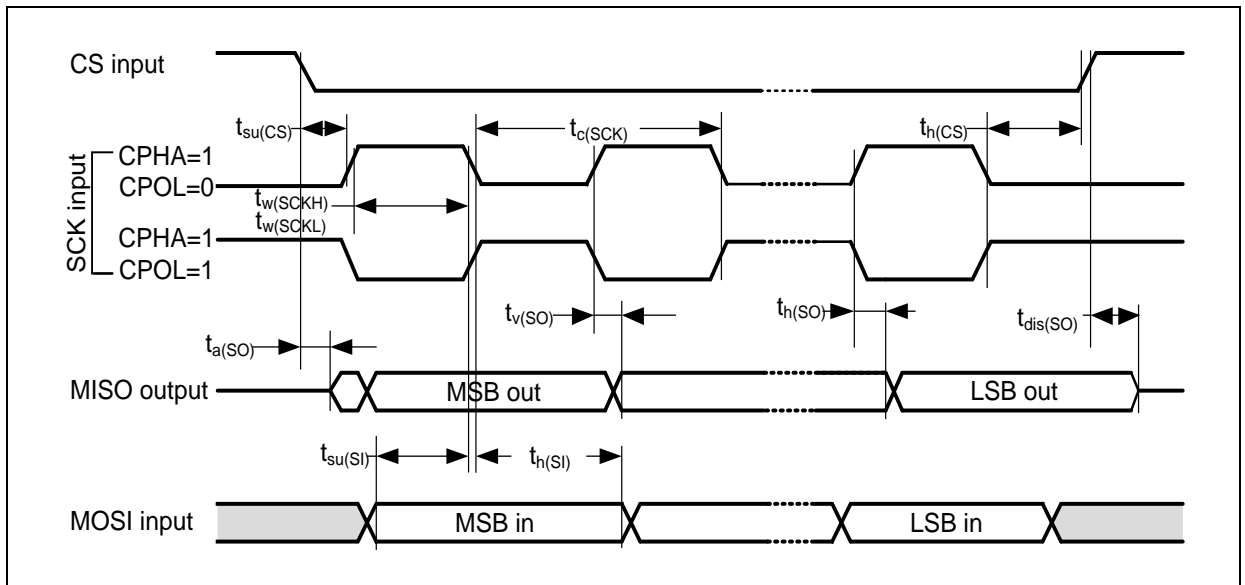 CS input
tsu(CS)
tc(SCK)
th(CS)
SCK input
CPHA=1
CPOL=0
tw(SCKH)
tw(SCKL)
CPHA=1
CPOL=1
tv(SO)
th(SO)
tdis(SO)
ta(SO)
MISO output
MSB out
LSB out
tsu(SI)
th(SI)
MOSI input
MSB in
LSB in